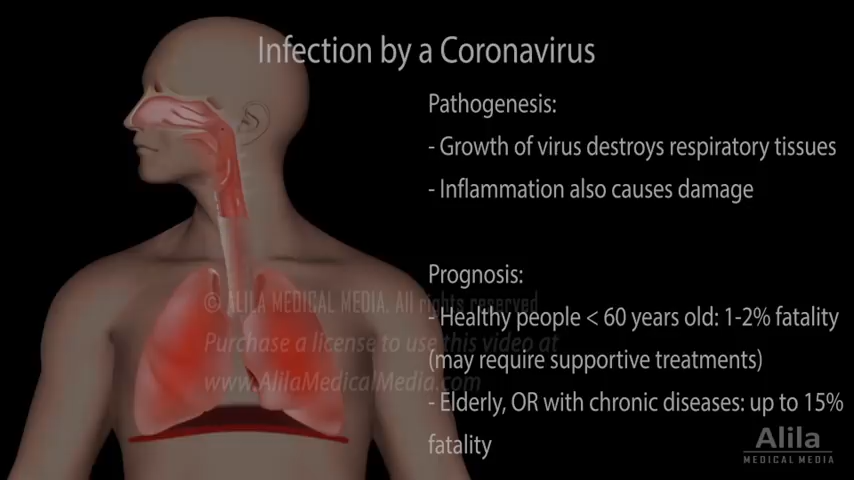 Infection by a Coronavirus
Pathogenesis:
- Growth of virus destroys respiratory tissues
- Inflammation also causes damage
Prognosis:
- Healthy people < 60 years old: 1-2% fatality
(may require supportive treatments)
- Elderly, OR with chronic diseases: up to 15%
fatality
© ALILA MEDICAL MEDIA. All rights reserved
Purchase a license to use this video at
www.AlilaMedicalMedia.com
Alila
MEDICAL MEDIA